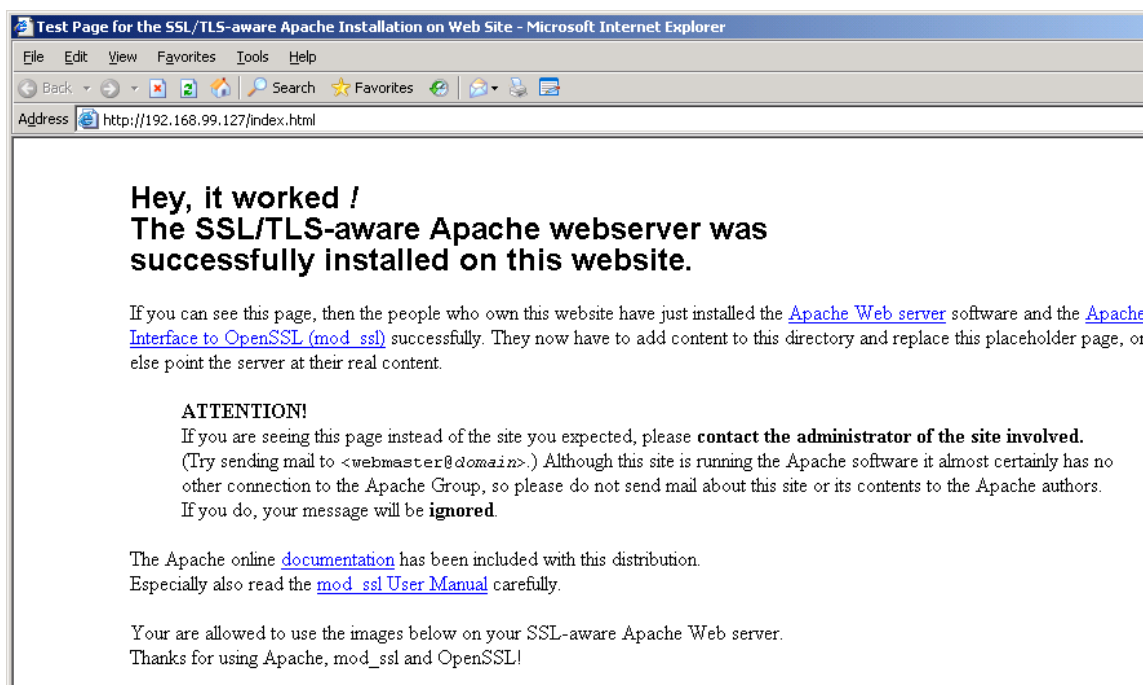 Test Page for the SSL/TLS-aware Apache Installation on Web Site - Microsoft Internet Explorer
File Edit View Favorites Tools Help
Back Search Favorites
Address http://192.168.99.127/index.html
Hey, it worked !
The SSL/TLS-aware Apache webserver was
successfully installed on this website.
If you can see this page, then the people who own this website have just installed the Apache Web server software and the Apache
Interface to OpenSSL (mod_ssl) successfully. They now have to add content to this directory and replace this placeholder page, or
else point the server at their real content.
ATTENTION!
If you are seeing this page instead of the site you expected, please contact the administrator of the site involved.
(Try sending mail to <webmaster@domain>.) Although this site is running the Apache software it almost certainly has no
other connection to the Apache Group, so please do not send mail about this site or its contents to the Apache authors.
If you do, your message will be ignored.
The Apache online documentation has been included with this distribution.
Especially also read the mod_ssl User Manual carefully.
Your are allowed to use the images below on your SSL-aware Apache Web server.
Thanks for using Apache, mod_ssl and OpenSSL!